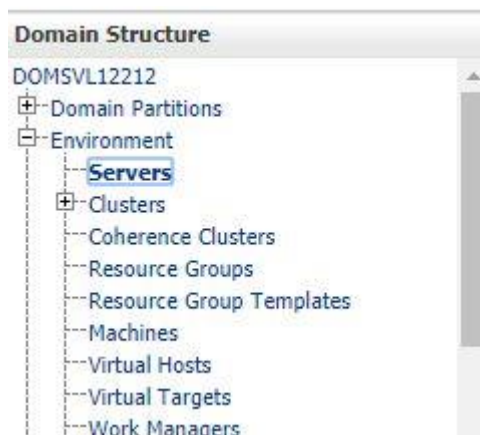 Domain Structure
DOMSVL12212
Domain Partitions
Environment
Servers
Clusters
Coherence Clusters
Resource Groups
Resource Group Templates
Machines
Virtual Hosts
Virtual Targets
Work Managers